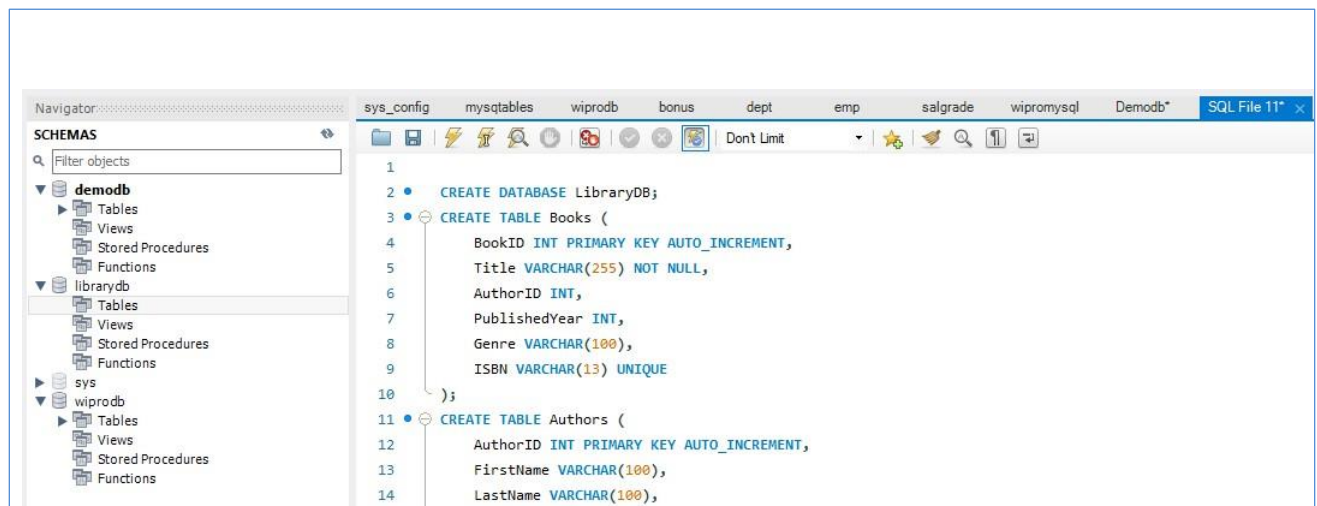 Navigator
SCHEMAS
Filter objects
demodb
Tables
Views
Stored Procedures
Functions
librarydb
Tables
Views
Stored Procedures
Functions
sys
wiprodb
Tables
Views
Stored Procedures
Functions
sys_config mysqtables wiprodb bonus dept emp salgrade wipromysql Demodb* SQL File 11*
Don't Limit
1
2 CREATE DATABASE LibraryDB;
3 CREATE TABLE Books (
4 BookID INT PRIMARY KEY AUTO_INCREMENT,
5 Title VARCHAR(255) NOT NULL,
6 AuthorID INT,
7 PublishedYear INT,
8 Genre VARCHAR(100),
9 ISBN VARCHAR(13) UNIQUE
10 );
11 CREATE TABLE Authors (
12 AuthorID INT PRIMARY KEY AUTO_INCREMENT,
13 FirstName VARCHAR(100),
14 LastName VARCHAR(100),